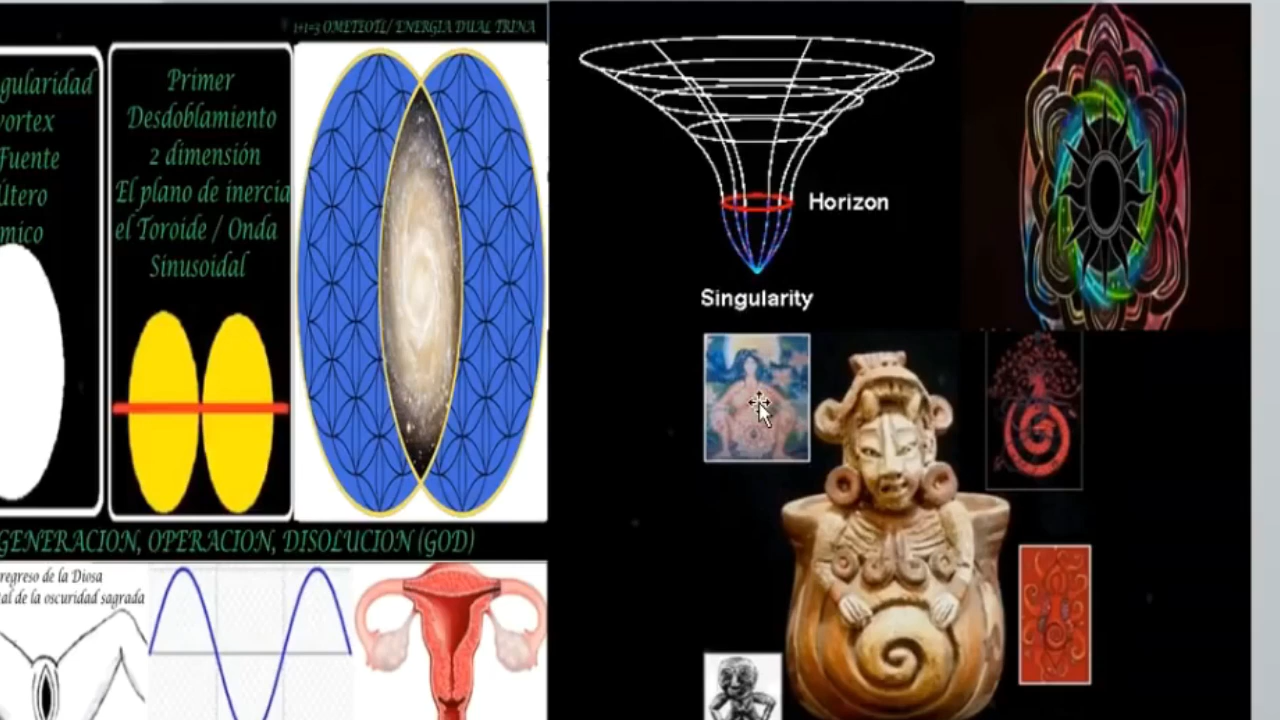 1+1=3 OMETEOTL/ ENERGIA DUAL TRINA
gularidad
vortex
Fuente
Útero
mico
Primer
Desdoblamiento
2 dimensión
El plano de inercia
el Toroide / Onda
Sinusoidal
Horizon
Singularity
GENERACION, OPERACION, DISOLUCION (GOD)
regreso de la Diosa
tal de la oscuridad sagrada